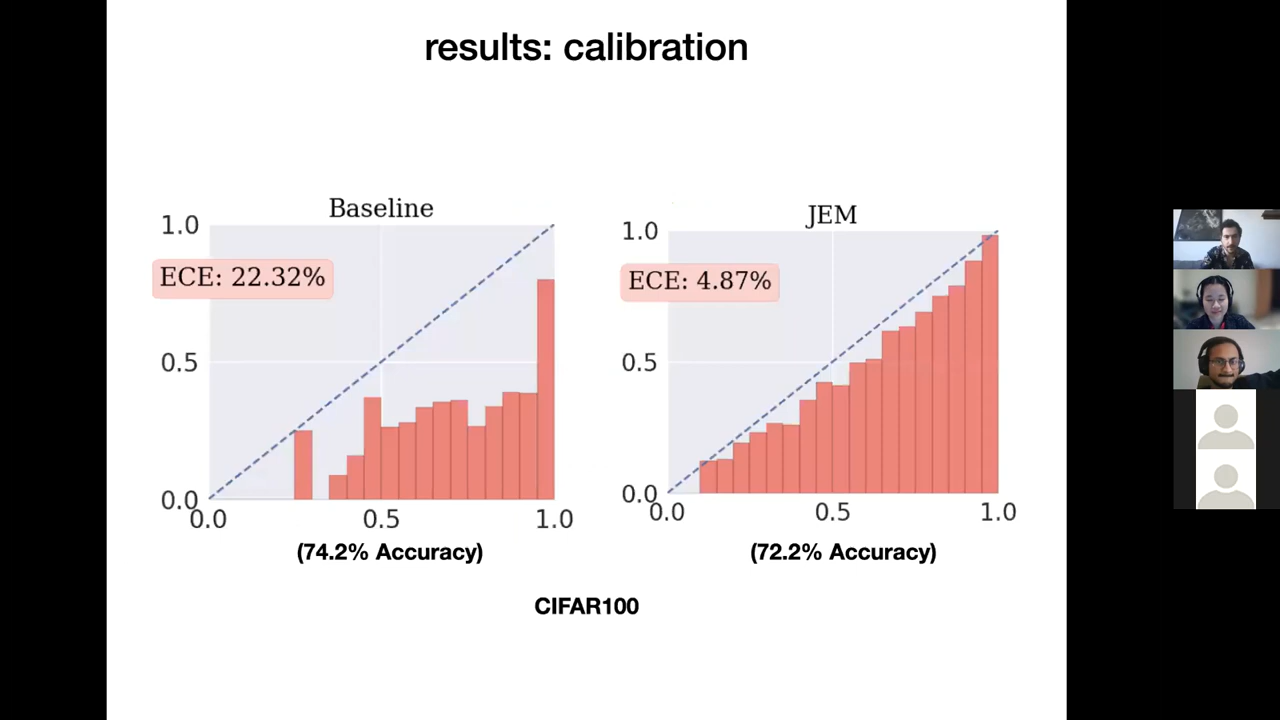 results: calibration
Baseline
1.0
ECE: 22.32%
0.5
0.0
0.0 0.5 1.0
(74.2% Accuracy)
JEM
1.0
ECE: 4.87%
0.5
0.0
0.0 0.5 1.0
(72.2% Accuracy)
CIFAR100